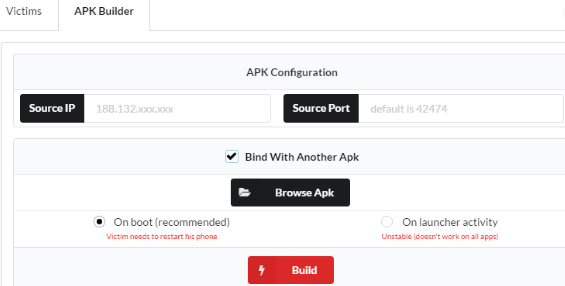 Victims
APK Builder
APK Configuration
Source IP 188.132.xxx.xxx Source Port default is 42474
Bind With Another Apk
Browse Apk
On boot (recommended) On launcher activity
Victim needs to restart his phone Unstable (doesn't work on all apps)
Build